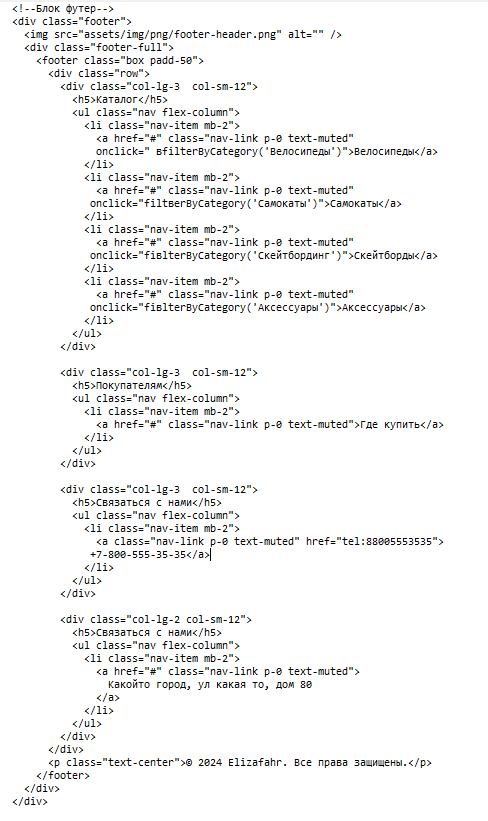 <!--Блок футер-->
<div class="footer">
<img src="assets/img/png/footer-header.png" alt="" />
<div class="footer-full">
<footer class="box padd-50">
<div class="row">
<div class="col-lg-3  col-sm-12">
<h5>Каталог</h5>
<ul class="nav flex-column">
<li class="nav-item mb-2">
<a href="#" class="nav-link p-0 text-muted"
onclick=" вfilterByCategory('Велосипеды')">Велосипеды</a>
</li>
<li class="nav-item mb-2">
<a href="#" class="nav-link p-0 text-muted"
onclick="filтвerByCategory('Самокаты')">Самокаты</a>
</li>
<li class="nav-item mb-2">
<a href="#" class="nav-link p-0 text-muted"
onclick="fiвlterByCategory('Скейтбординг')">Скейтборды</a>
</li>
<li class="nav-item mb-2">
<a href="#" class="nav-link p-0 text-muted"
onclick="fiвlterByCategory('Аксессуары')">Аксессуары</a>
</li>
</ul>
</div>
<div class="col-lg-3  col-sm-12">
<h5>Покупателям</h5>
<ul class="nav flex-column">
<li class="nav-item mb-2">
<a href="#" class="nav-link p-0 text-muted">Где купить</a>
</li>
</ul>
</div>
<div class="col-lg-3  col-sm-12">
<h5>Связаться с нами</h5>
<ul class="nav flex-column">
<li class="nav-item mb-2">
<a class="nav-link p-0 text-muted" href="tel:88005553535">
+7-800-555-35-35</a>
</li>
</ul>
</div>
<div class="col-lg-2 col-sm-12">
<h5>Связаться с нами</h5>
<ul class="nav flex-column">
<li class="nav-item mb-2">
<a href="#" class="nav-link p-0 text-muted">
Какойто город, ул какая то, дом 80
</a>
</li>
</ul>
</div>
</div>
<p class="text-center">© 2024 Elizafahr. Все права защищены.</p>
</footer>
</div>
</div>